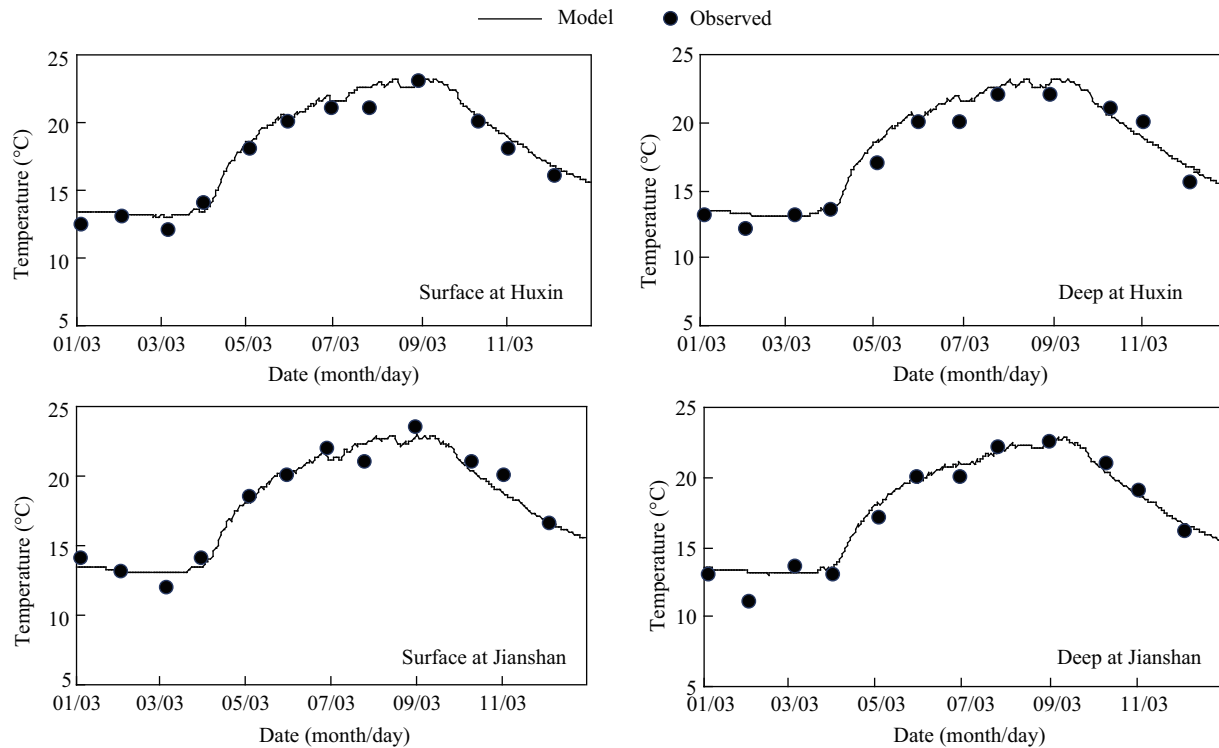 Model Observed
25
20
15
10
5
Temperature (°C)
01/03 03/03 05/03 07/03 09/03 11/03
Date (month/day)
Surface at Huxin
25
20
15
10
5
Temperature (°C)
01/03 03/03 05/03 07/03 09/03 11/03
Date (month/day)
Deep at Huxin
25
20
15
10
5
Temperature (°C)
01/03 03/03 05/03 07/03 09/03 11/03
Date (month/day)
Surface at Jianshan
25
20
15
10
5
Temperature (°C)
01/03 03/03 05/03 07/03 09/03 11/03
Date (month/day)
Deep at Jianshan